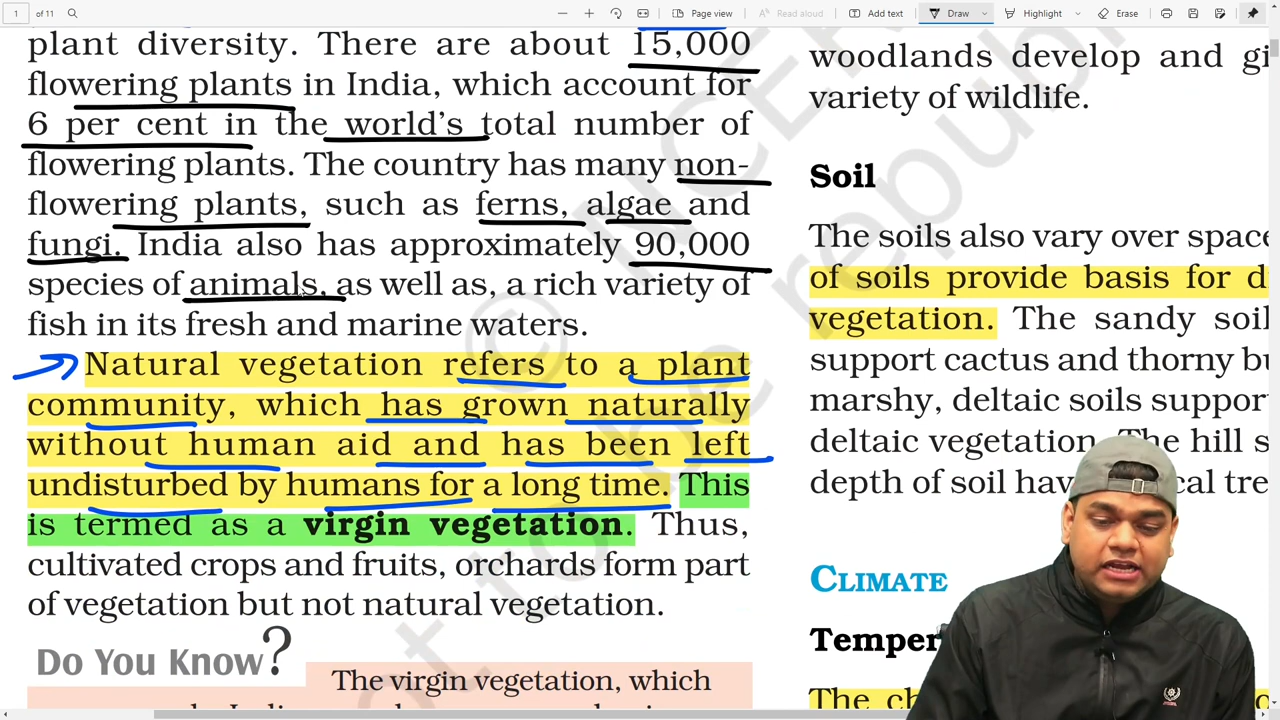 1 of 11
Page view
Read aloud
Add text
Draw
Highlight
Erase
plant diversity. There are about 15,000
flowering plants in India, which account for
6 per cent in the world's total number of
flowering plants. The country has many non-
flowering plants, such as ferns, algae and
fungi. India also has approximately 90,000
species of animals, as well as, a rich variety of
fish in its fresh and marine waters.
Natural vegetation refers to a plant
community, which has grown naturally
without human aid and has been left
undisturbed by humans for a long time. This
is termed as a virgin vegetation. Thus,
cultivated crops and fruits, orchards form part
of vegetation but not natural vegetation.
Do You Know?
The virgin vegetation, which
woodlands develop and
variety of wildlife.
Soil
The soils also vary over space
of soils provide basis for
vegetation. The sandy
support cactus and thorny
marshy, deltaic soils
deltaic vegetation. The hill
depth of soil
CLIMATE
The